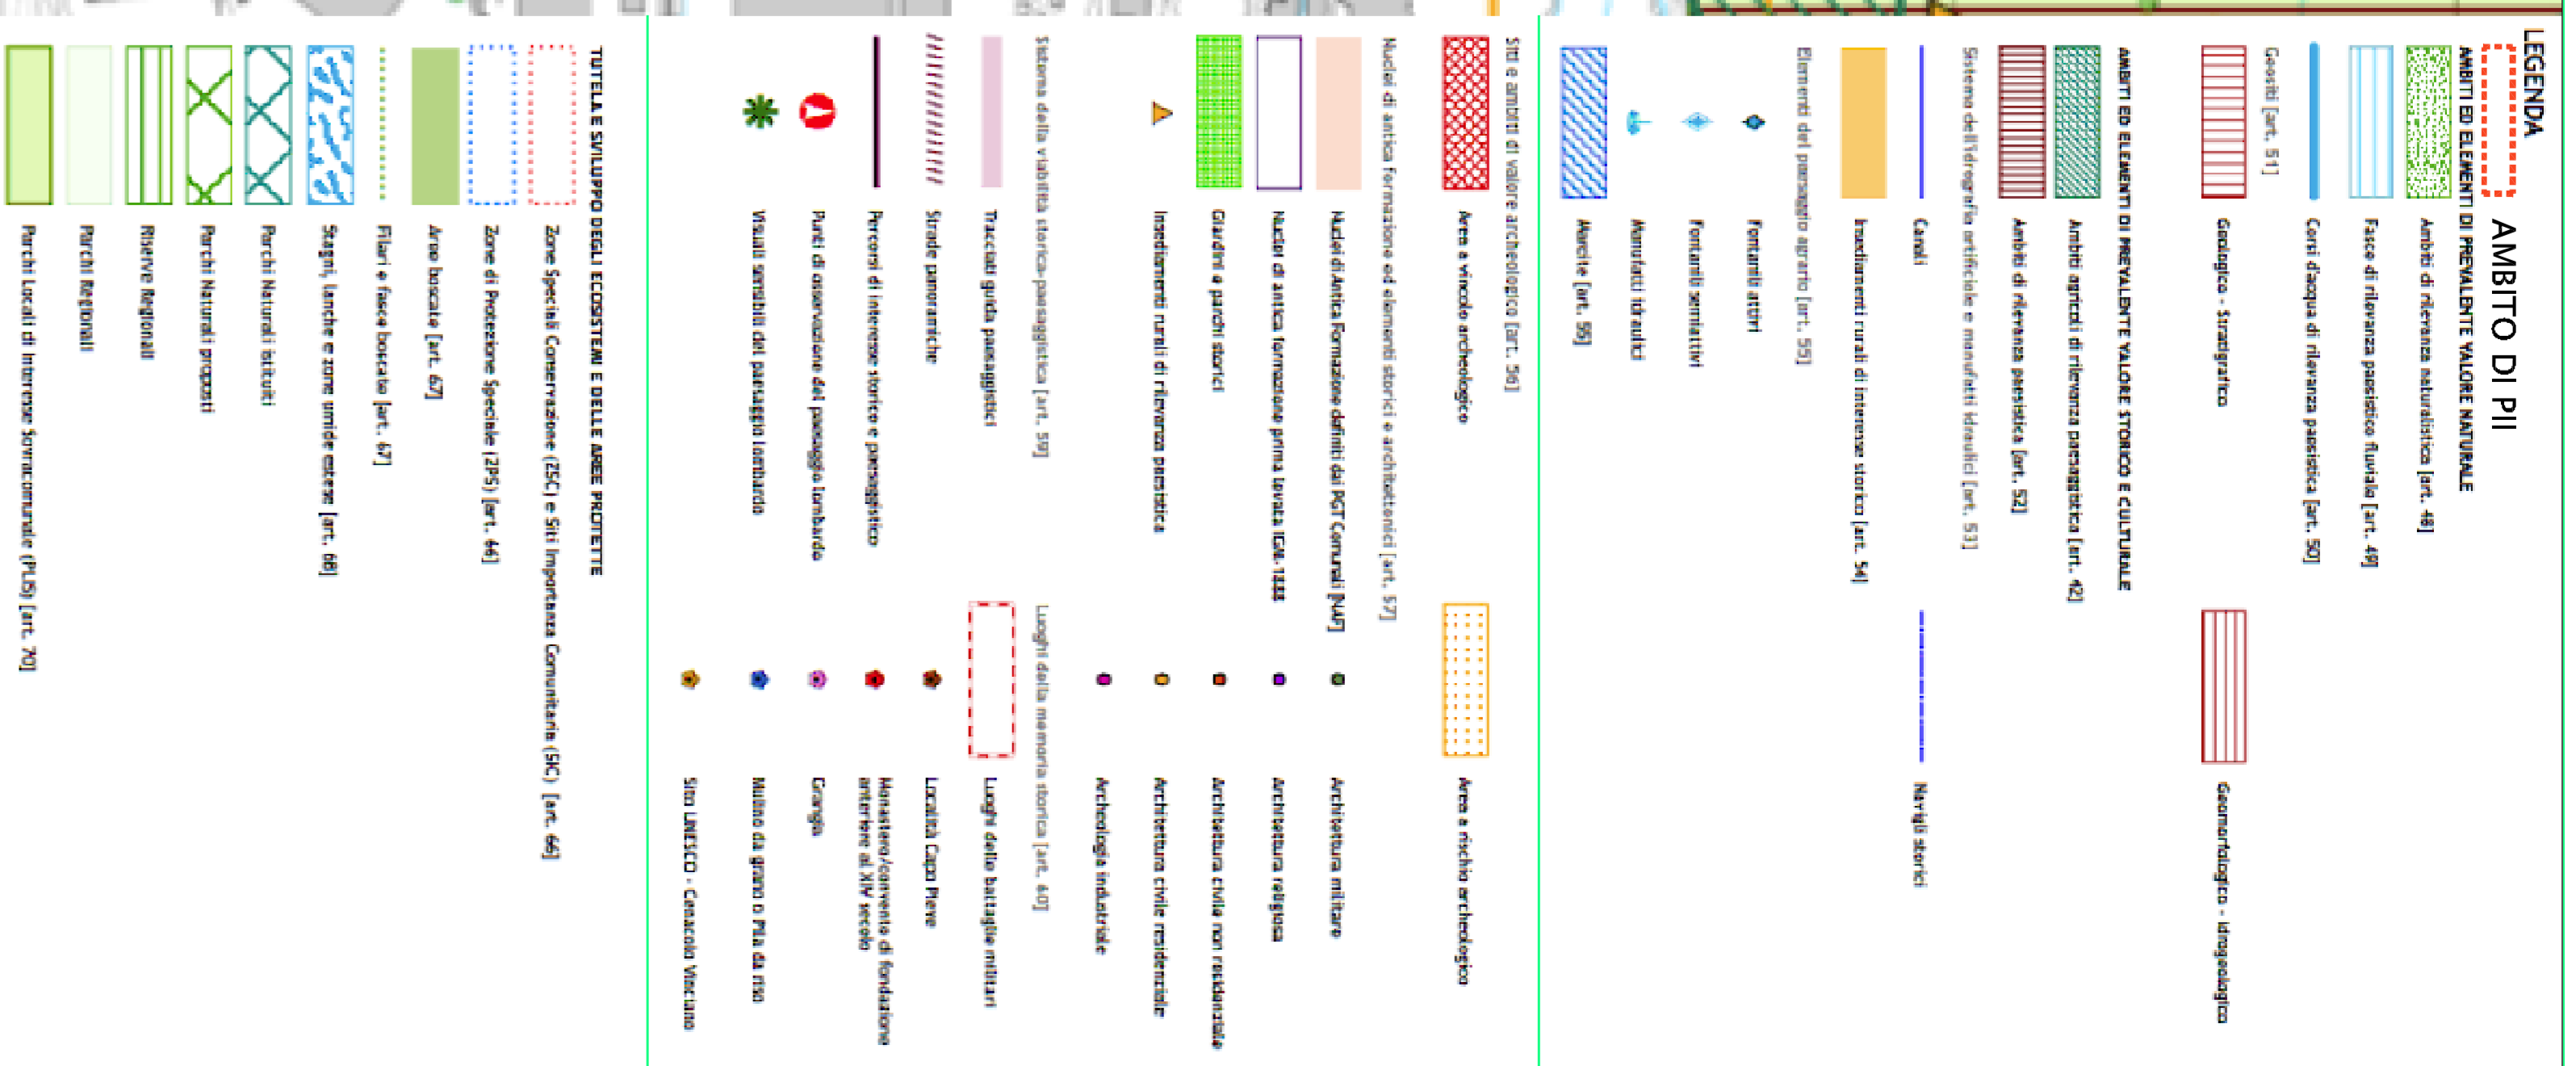 LEGENDA
AMBITO DI PII
AMBITI ED ELEMENTI DI PREVALENTE VALORE NATURALE
Ambiti di rilevanza naturalistica [art. 48]
Fasce di rilevanza paesistico fluviale [art. 49]
Corsi d'acqua di rilevanza paesistica [art. 50]
Geositi [art. 51]
Geologico - Stratigrafico
Geomorfologico - idrogeologico
AMBITI ED ELEMENTI DI PREVALENTE VALORE STORICO E CULTURALE
Ambiti agricoli di rilevanza paesaggistica [art. 42]
Ambiti di rilevanza paesistica [art. 52]
Sistema dell'idrografia artificiale e manufatti idraulici [art. 53]
Canali
Navigli storici
Insediamenti rurali di interesse storico [art. 54]
Elementi del paesaggio agrario [art. 55]
Fontanili attivi
Fontanili semiattivi
Manufatti idraulici
Marcite [art. 55]
Siti e ambiti di valore archeologico [art. 56]
Area a vincolo archeologico
Area a rischio archeologico
Nuclei di antica formazione ed elementi storici e architettonici [art. 57]
Nuclei di Antica Formazione definiti dai PGT Comunali [NAF]
Architettura militare
Nuclei di antica formazione prima levata IGM-1888
Architettura religiosa
Giardini e parchi storici
Architettura civile non residenziale
Insediamenti rurali di rilevanza paesistica
Architettura civile residenziale
Archeologia industriale
Sistema della viabilità storica-paesaggistica [art. 59]
Luoghi della memoria storica [art. 60]
Tracciati guida paesaggistici
Luoghi delle battaglie militari
Strade panoramiche
Località Capo Pieve
Percorsi di interesse storico e paesaggistico
Monastero/convento di fondazione
anteriore al XIV secolo
Punti di osservazione del paesaggio lombardo
Grangia
Visuali sensibili del paesaggio lombardo
Mulino da grano o Pila da riso
Sito UNESCO - Cenacolo Vinciano
TUTELA E SVILUPPO DEGLI ECOSISTEMI E DELLE AREE PROTETTE
Zone Speciali Conservazione (ZSC) e Siti Importanza Comunitaria (SIC) [art. 66]
Zone di Protezione Speciale (ZPS) [art. 66]
Aree boscate [art. 67]
Filari e fasce boscate [art. 67]
Stagni, lanche e zone umide estese [art. 68]
Parchi Naturali istituiti
Parchi Naturali proposti
Riserve Regionali
Parchi Regionali
Parchi Locali di Interesse Sovracomunale (PLIS) [art. 70]